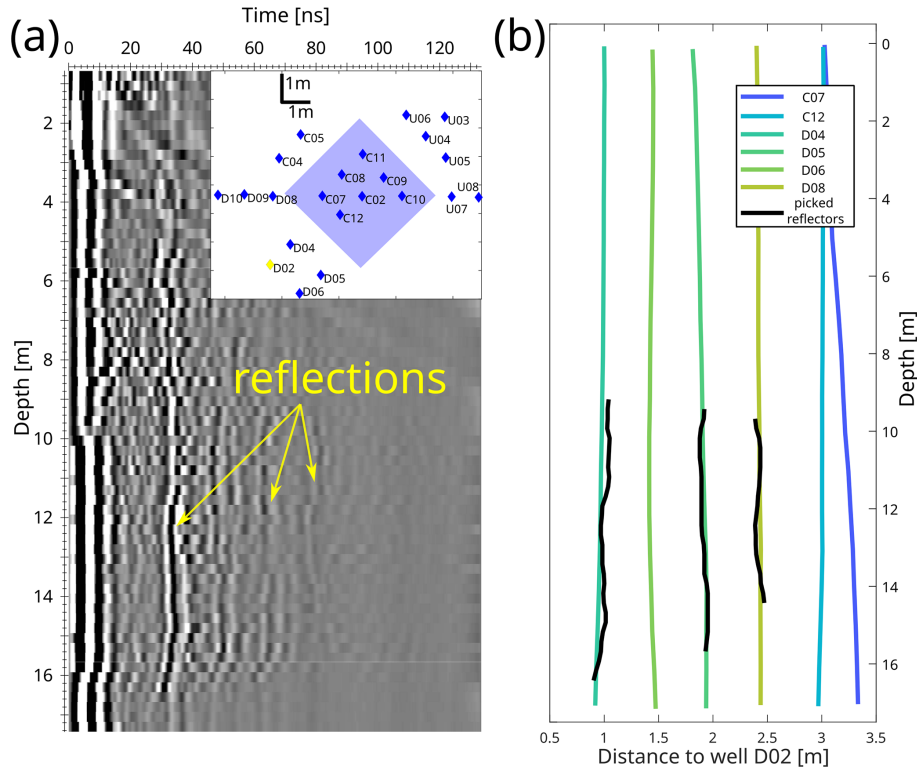 (a)
Time [ns]
0 20 40 60 80 100 120
Depth [m]
2
4
6
8
10
12
14
16
1m
1m
U06
U03
U04
C05
C11
U05
C04
C08
C09
U08
D10
D09
D08
C07
C02
C10
U07
C12
D04
D02
D05
D06
reflections
(b)
C07
C12
D04
D05
D06
D08
picked
reflectors
0
2
4
6
8
10
12
14
16
Depth [m]
0.5 1 1.5 2 2.5 3 3.5
Distance to well D02 [m]